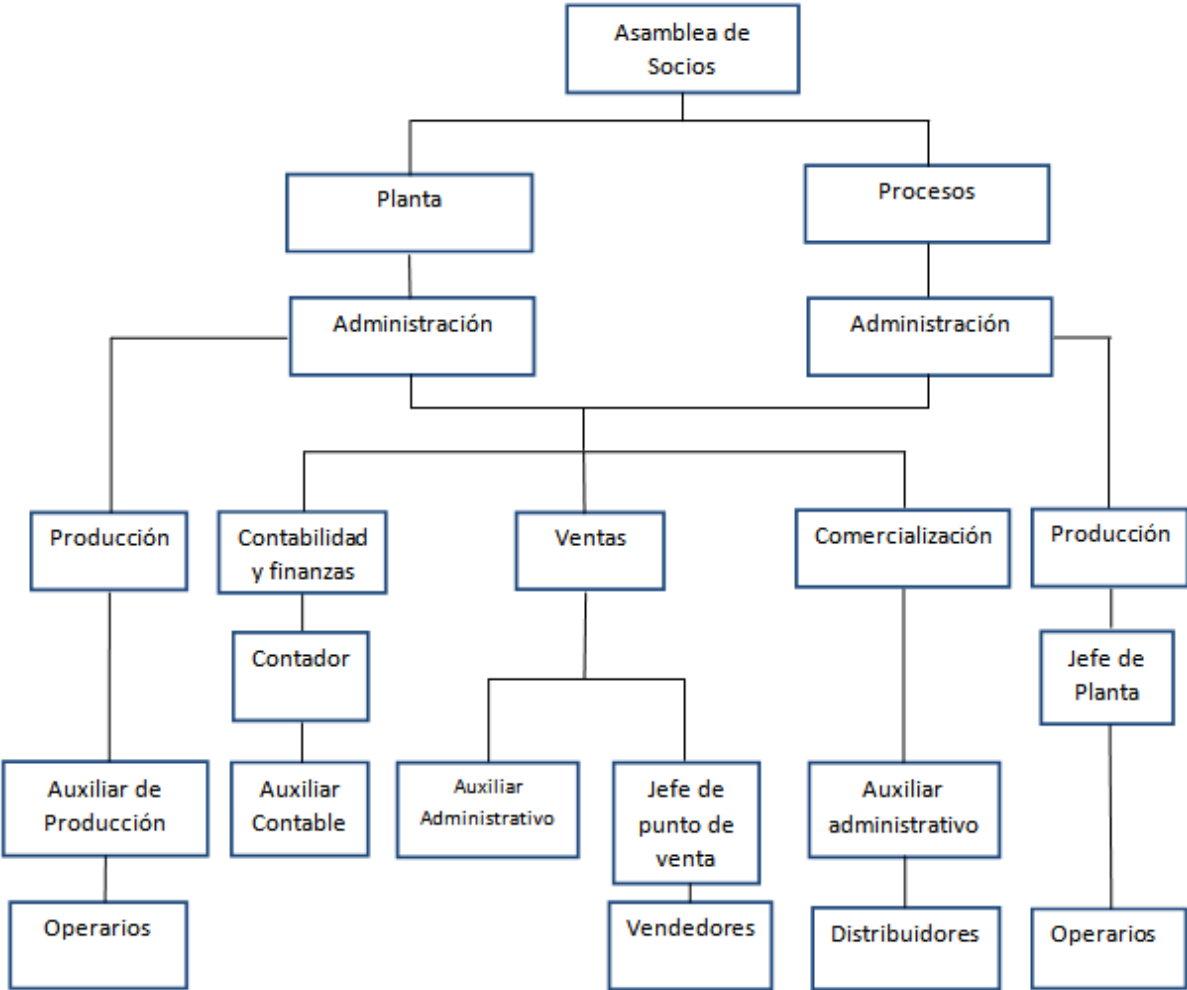 Asamblea de
Socios
Planta
Procesos
Administración
Administración
Producción
Contabilidad
y finanzas
Ventas
Comercialización
Producción
Contador
Jefe de
Planta
Auxiliar de
Producción
Auxiliar
Contable
Auxiliar
Administrativo
Jefe de
punto de
venta
Auxiliar
administrativo
Operarios
Vendedores
Distribuidores
Operarios